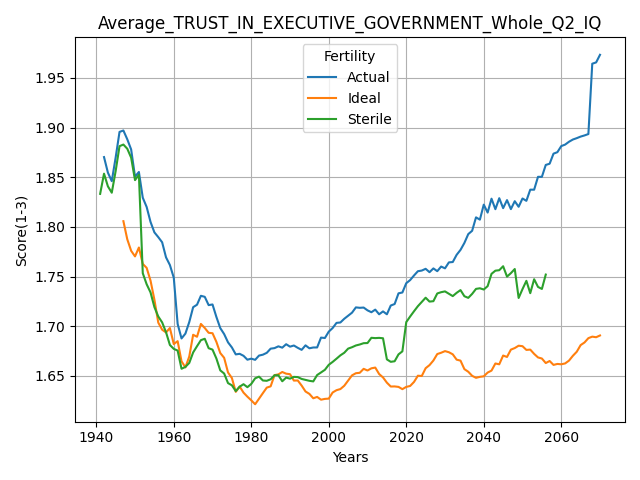 Average_TRUST_IN_EXECUTIVE_GOVERNMENT_Whole_Q2_IQ
Fertility
Actual
Ideal
Sterile
Score(1-3)
1.95
1.90
1.85
1.80
1.75
1.70
1.65
1940
1960
1980
2000
2020
2040
2060
Years